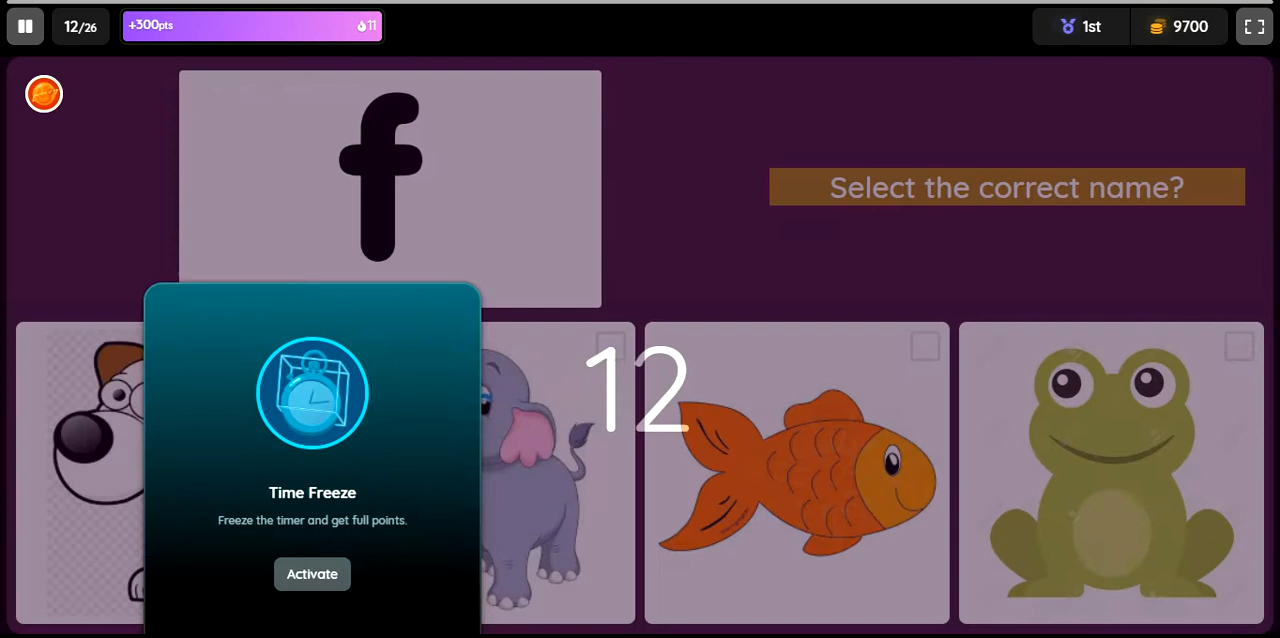 12/26
+300pts
11
1st
9700
f
Select the correct name?
12
Time Freeze
Freeze the timer and get full points.
Activate